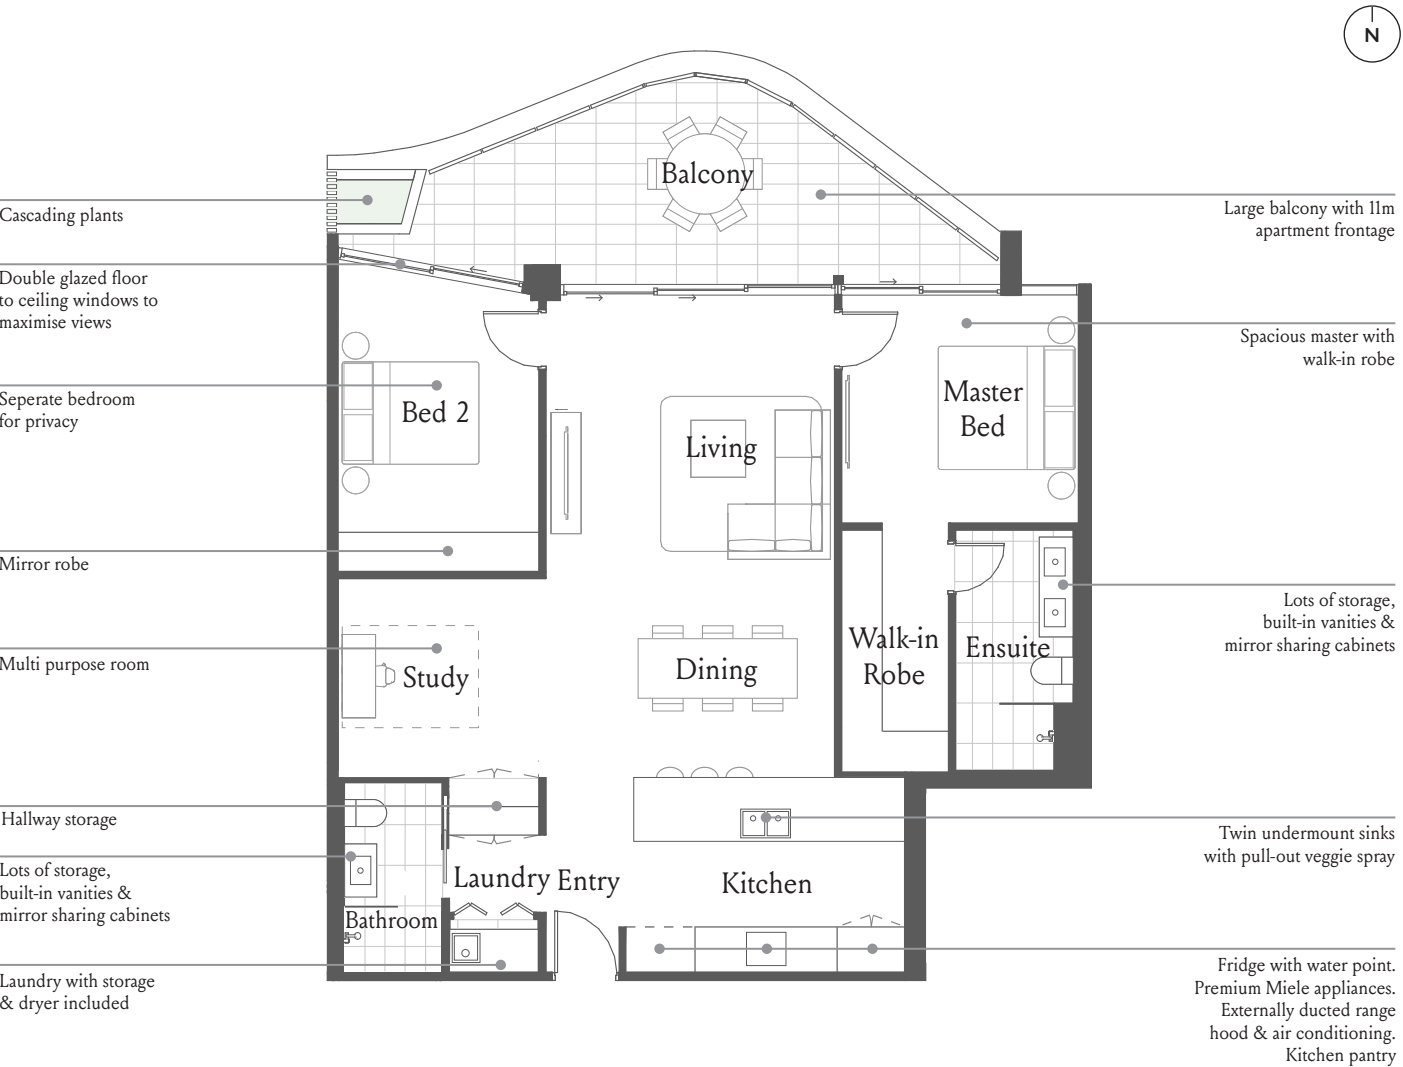 N
Balcony
Cascading plants
Large balcony with 11m
apartment frontage
Double glazed floor
to ceiling windows to
maximise views
Spacious master with
walk-in robe
Seperate bedroom
for privacy
Bed 2
Master
Bed
Living
Mirror robe
Lots of storage,
built-in vanities &
mirror sharing cabinets
Multi purpose room
Study
Dining
Walk-in
Robe
Ensuite
Hallway storage
Twin undermount sinks
with pull-out veggie spray
Lots of storage,
built-in vanities &
mirror sharing cabinets
Laundry
Entry
Kitchen
Bathroom
Laundry with storage
& dryer included
Fridge with water point.
Premium Miele appliances.
Externally ducted range
hood & air conditioning.
Kitchen pantry